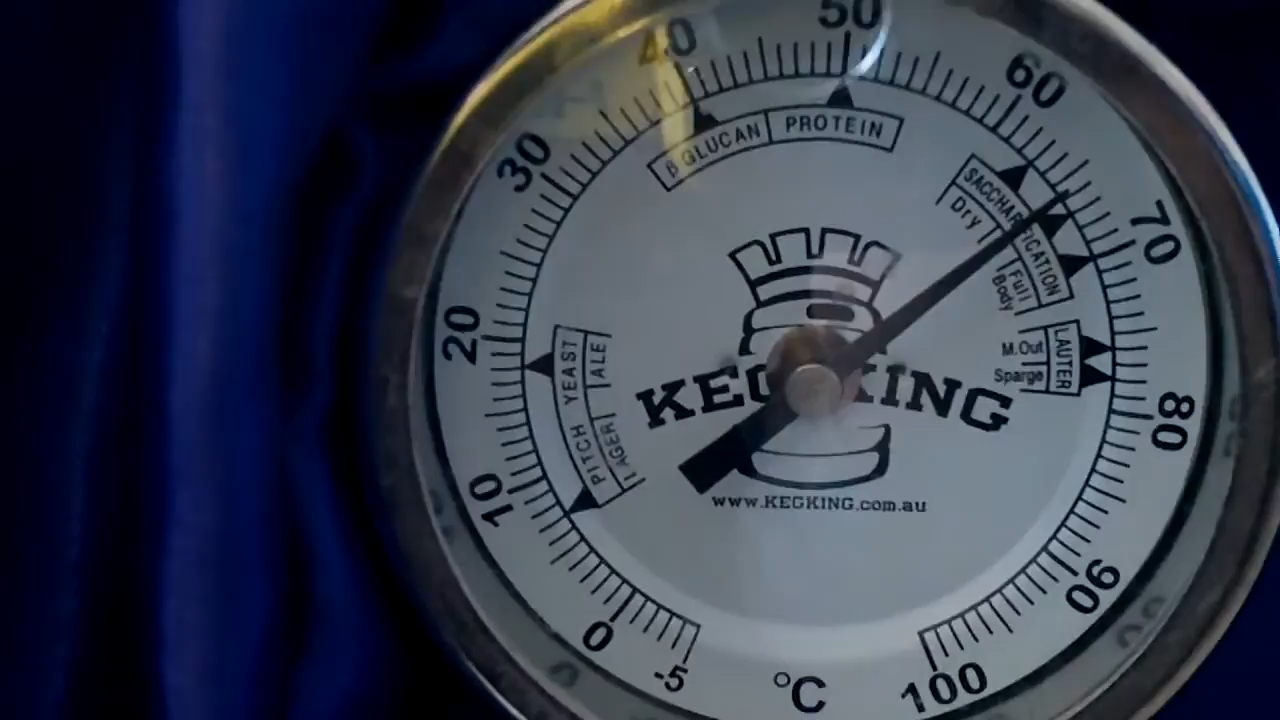 -5
0
10
20
30
40
50
60
70
80
90
100
°C
β GLUCAN
PROTEIN
SACCHARIFICATION
Dry
Full
Body
LAUTER
M.Out
Sparge
PITCH YEAST
ALE
LAGER
KEGKING
www.KEGKING.com.au